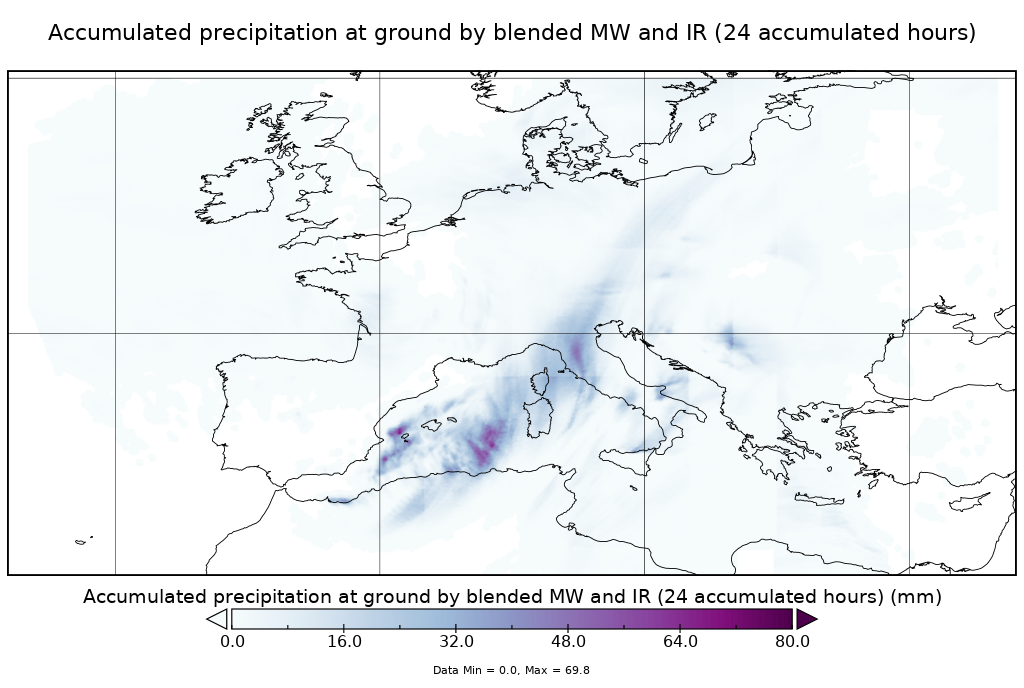 Accumulated precipitation at ground by blended MW and IR (24 accumulated hours)
Accumulated precipitation at ground by blended MW and IR (24 accumulated hours) (mm)
0.0 16.0 32.0 48.0 64.0 80.0
Data Min = 0.0, Max = 69.8